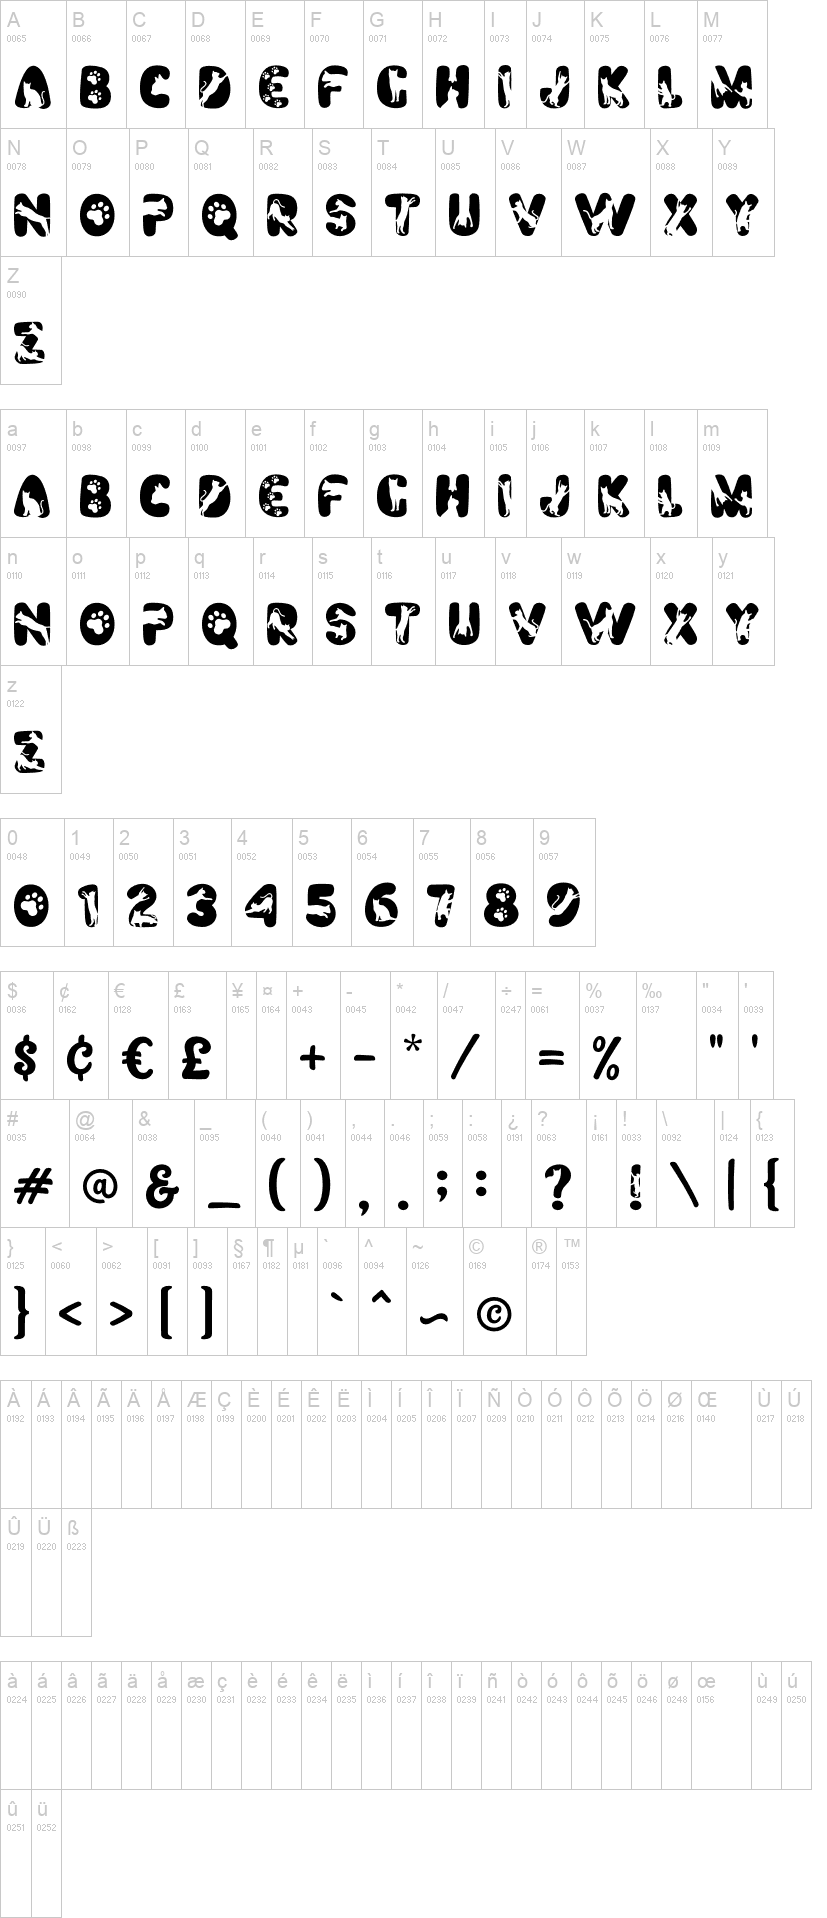 A B C D E F G H I J K L M
0065 0066 0067 0068 0069 0070 0071 0072 0073 0074 0075 0076 0077
A B C D E F G H I J K L M
N O P Q R S T U V W X Y
0078 0079 0080 0081 0082 0083 0084 0085 0086 0087 0088 0089
N O P Q R S T U V W X Y
Z
0090
Z
a b c d e f g h i j k l m
0097 0098 0099 0100 0101 0102 0103 0104 0105 0106 0107 0108 0109
A B C D E F G H I J K L M
n o p q r s t u v w x y
0110 0111 0112 0113 0114 0115 0116 0117 0118 0119 0120 0121
N O P Q R S T U V W X Y
z
0122
Z
0 1 2 3 4 5 6 7 8 9
0048 0049 0050 0051 0052 0053 0054 0055 0056 0057
0 1 2 3 4 5 6 7 8 9
$ ¢ € £ ¥ ¤ + - * / ÷ = % ‰ " '
0036 0162 0128 0163 0165 0164 0043 0045 0042 0047 0247 0061 0037 0137 0034 0039
$ ¢ € £ + - * / = % " '
# @ & _ ( ) , . ; : ¿ ? ¡ ! \ | {
0035 0064 0038 0095 0040 0041 0044 0046 0059 0058 0191 0063 0161 0033 0092 0124 0123
# @ & _ ( ) , . ; : ? ! \ | {
} < > [ ] § ¶ µ ` ^ ~ © ® ™
0125 0060 0062 0091 0093 0167 0182 0181 0096 0094 0126 0169 0174 0153
} < > [ ] ` ^ ~ ©
À Á Â Ã Ä Å Æ Ç È É Ê Ë Ì Í Î Ï Ñ Ò Ó Ô Õ Ö Ø Œ Ù Ú
0192 0193 0194 0195 0196 0197 0198 0199 0200 0201 0202 0203 0204 0205 0206 0207 0209 0210 0211 0212 0213 0214 0216 0140 0217 0218
Û Ü ß
0219 0220 0223
à á â ã ä å æ ç è é ê ë ì í î ï ñ ò ó ô õ ö ø œ ù ú
0224 0225 0226 0227 0228 0229 0230 0231 0232 0233 0234 0235 0236 0237 0238 0239 0241 0242 0243 0244 0245 0246 0248 0156 0249 0250
û ü
0251 0252